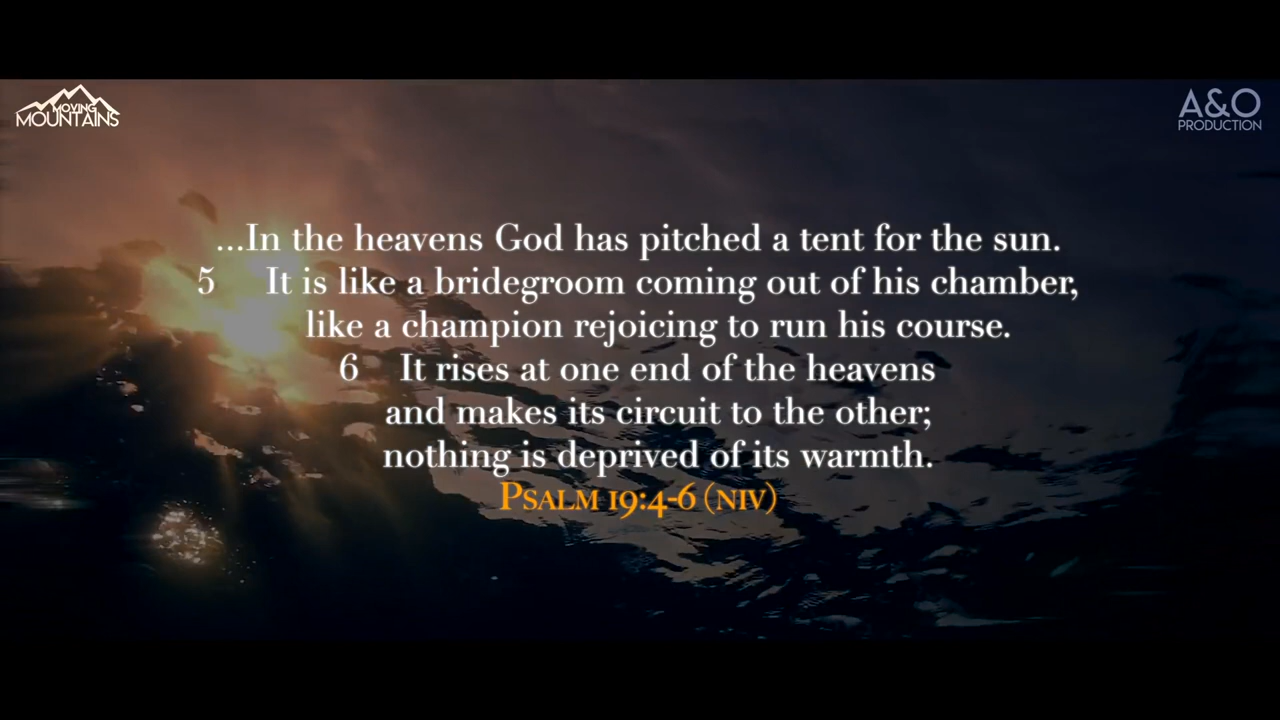 MOVING
MOUNTAINS
A&O
PRODUCTION
...In the heavens God has pitched a tent for the sun.
5 It is like a bridegroom coming out of his chamber,
like a champion rejoicing to run his course.
6 It rises at one end of the heavens
and makes its circuit to the other;
nothing is deprived of its warmth.
PSALM 19:4-6 (NIV)